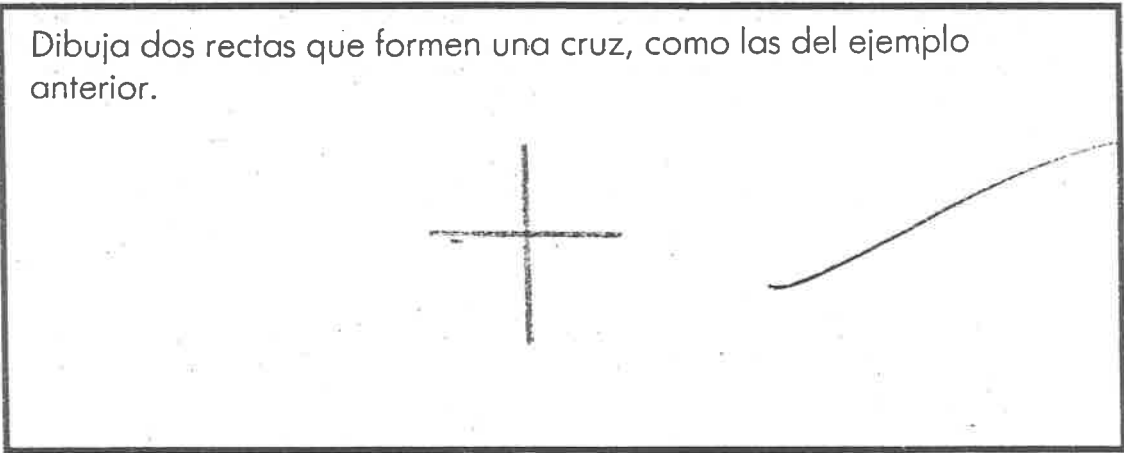 Dibuja dos rectas que formen una cruz, como las del ejemplo
anterior.